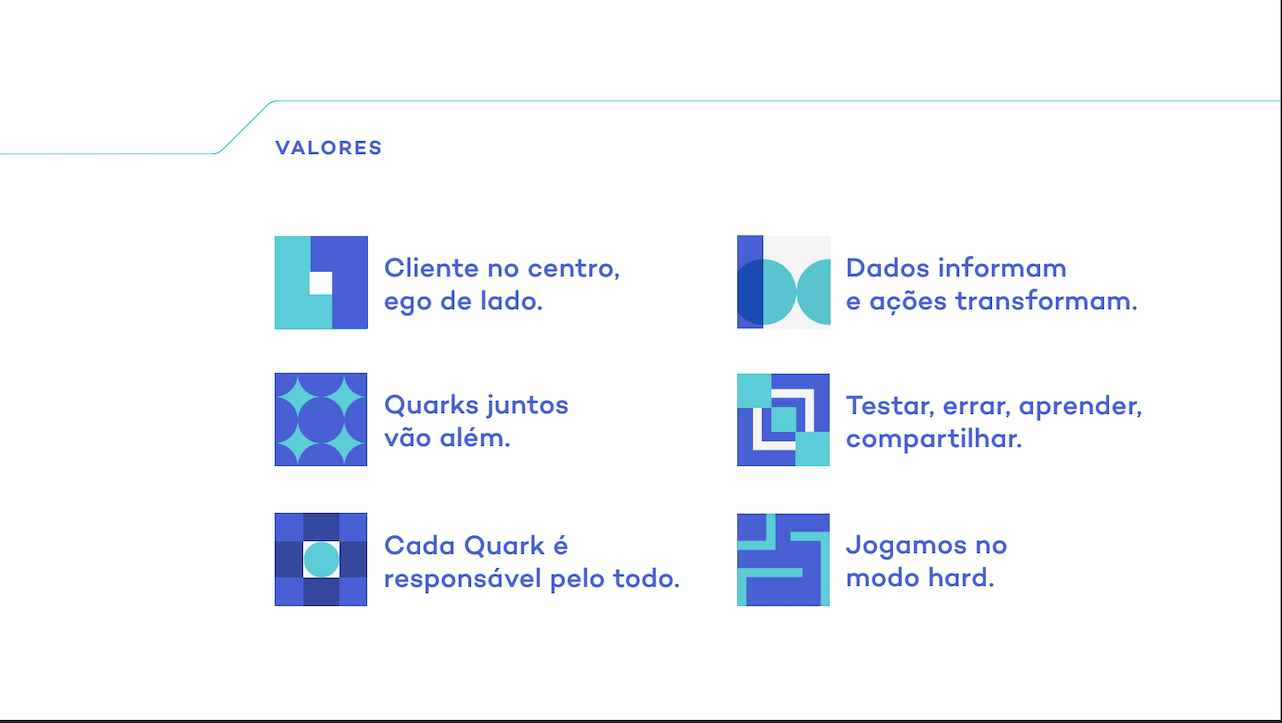 VALORES
Cliente no centro,
ego de lado.
Dados informam
e ações transformam.
Quarks juntos
vão além.
Testar, errar, aprender,
compartilhar.
Cada Quark é
responsável pelo todo.
Jogamos no
modo hard.